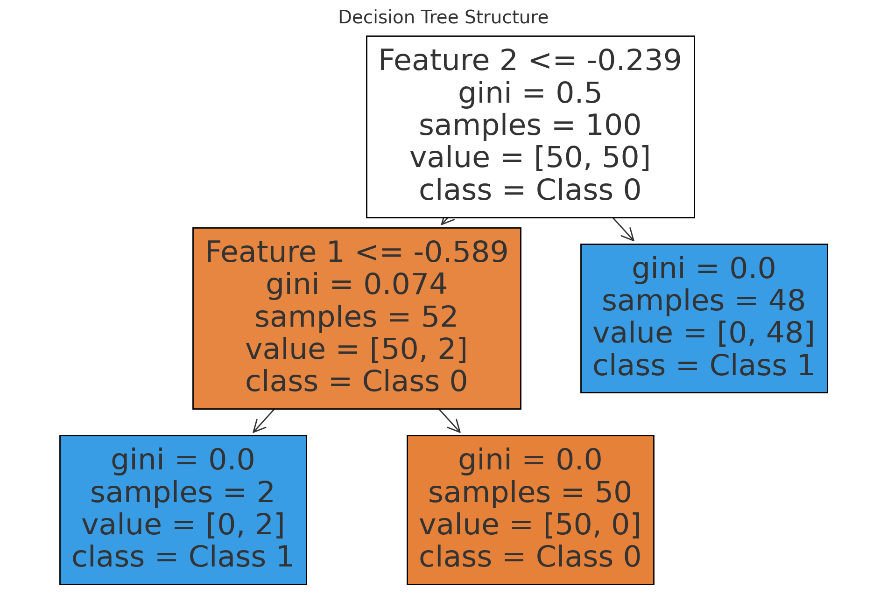 Decision Tree Structure
Feature 2 <= -0.239
gini = 0.5
samples = 100
value = [50, 50]
class = Class 0
Feature 1 <= -0.589
gini = 0.074
samples = 52
value = [50, 2]
class = Class 0
gini = 0.0
samples = 48
value = [0, 48]
class = Class 1
gini = 0.0
samples = 2
value = [0, 2]
class = Class 1
gini = 0.0
samples = 50
value = [50, 0]
class = Class 0